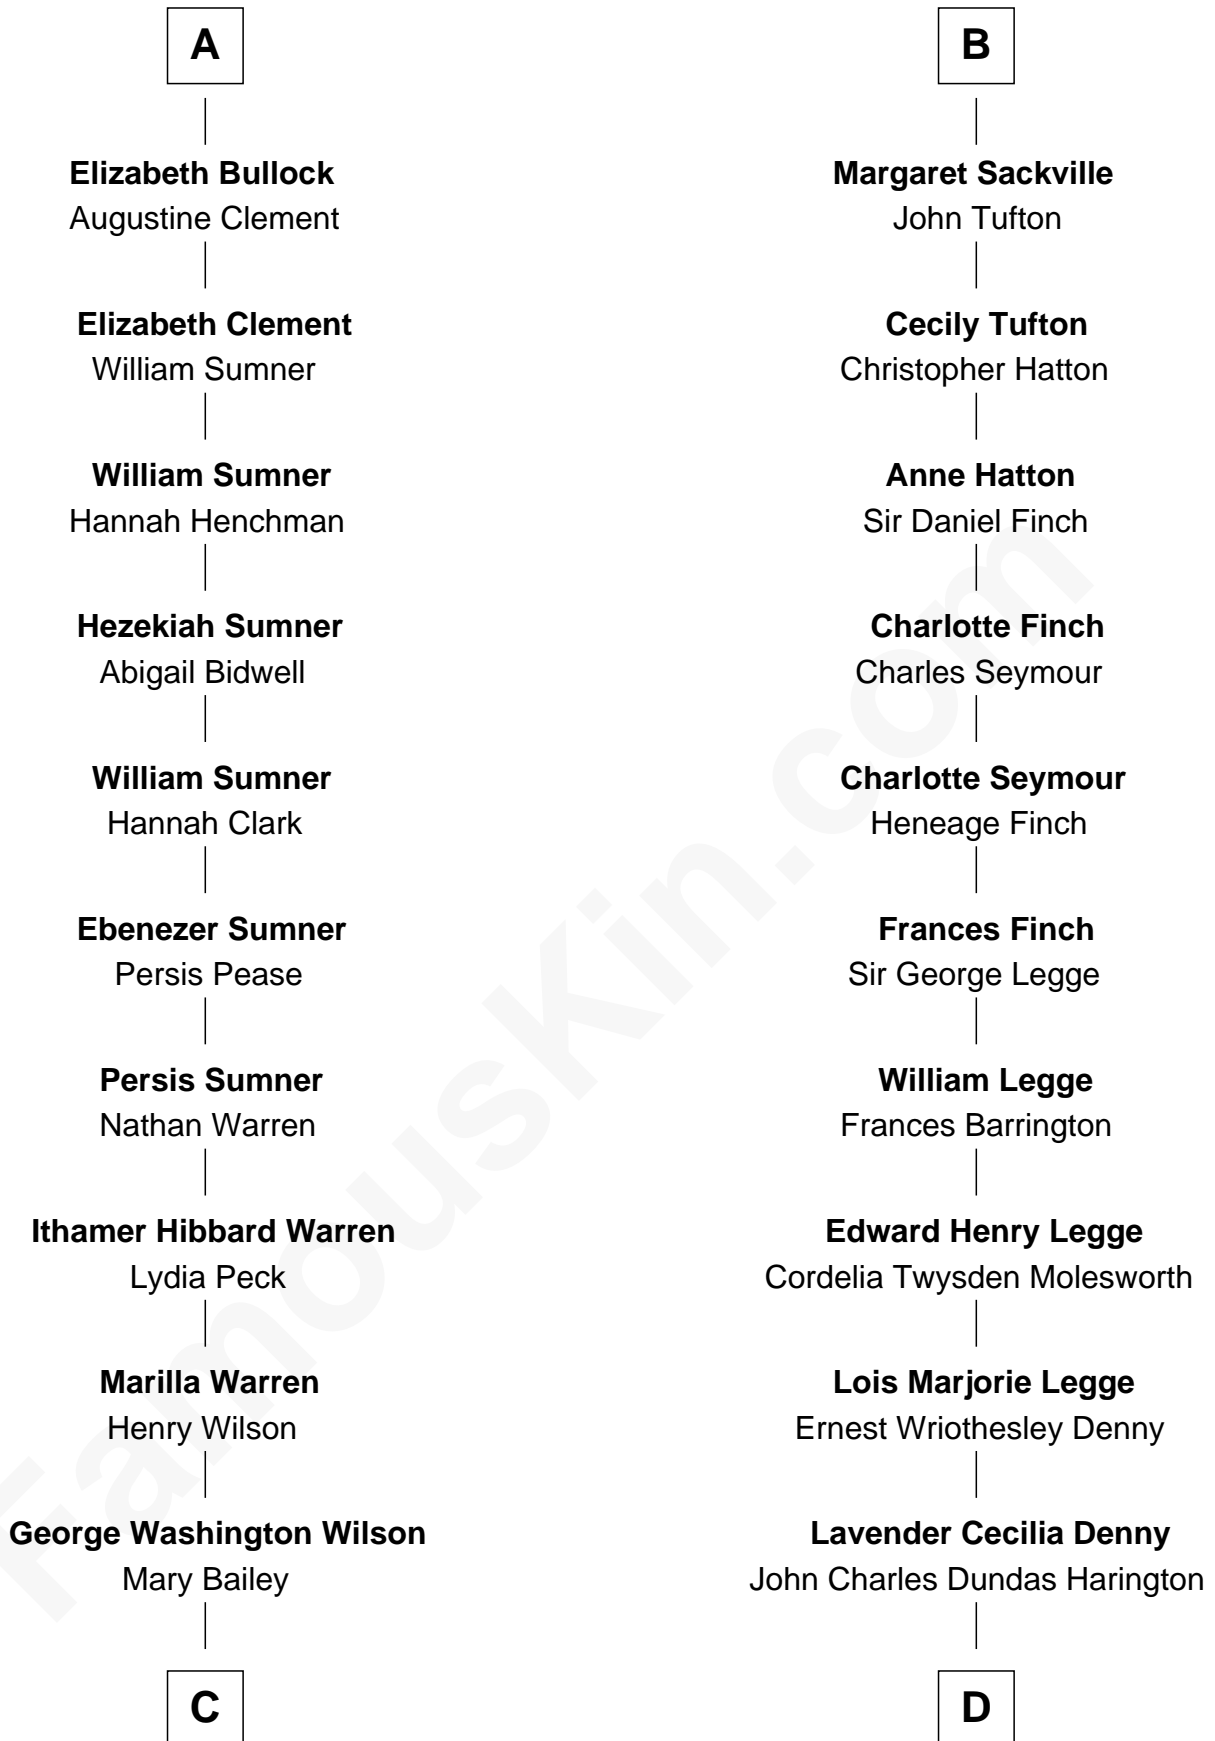 A
Elizabeth Bullock
Augustine Clement
Elizabeth Clement
William Sumner
William Sumner
Hannah Henchman
Hezekiah Sumner
Abigail Bidwell
William Sumner
Hannah Clark
Ebenezer Sumner
Persis Pease
Persis Sumner
Nathan Warren
Ithamer Hibbard Warren
Lydia Peck
Marilla Warren
Henry Wilson
George Washington Wilson
Mary Bailey
C
B
Margaret Sackville
John Tufton
Cecily Tufton
Christopher Hatton
Anne Hatton
Sir Daniel Finch
Charlotte Finch
Charles Seymour
Charlotte Seymour
Heneage Finch
Frances Finch
Sir George Legge
William Legge
Frances Barrington
Edward Henry Legge
Cordelia Twysden Molesworth
Lois Marjorie Legge
Ernest Wriothesley Denny
Lavender Cecilia Denny
John Charles Dundas Harington
D
FamousKin.com